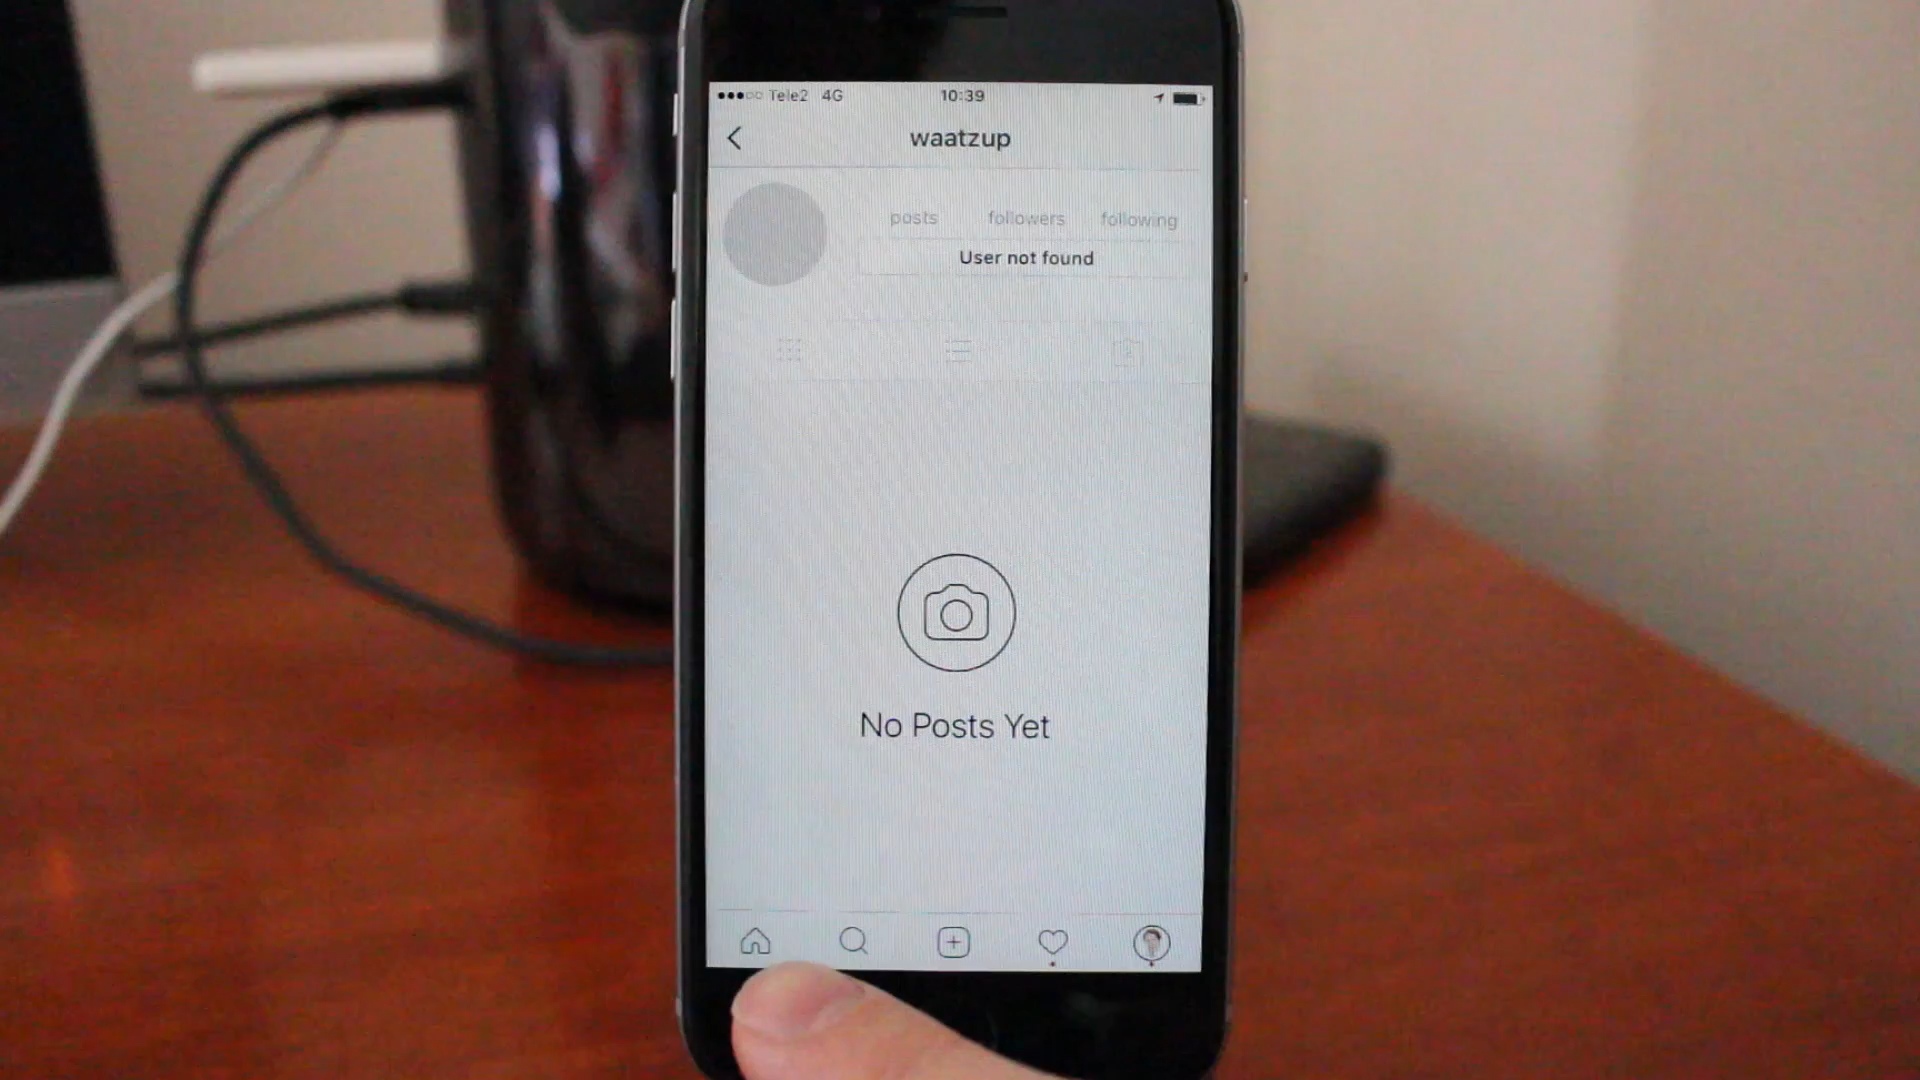 Tele2 4G 10:39
waatzup
posts followers following
User not found
No Posts Yet